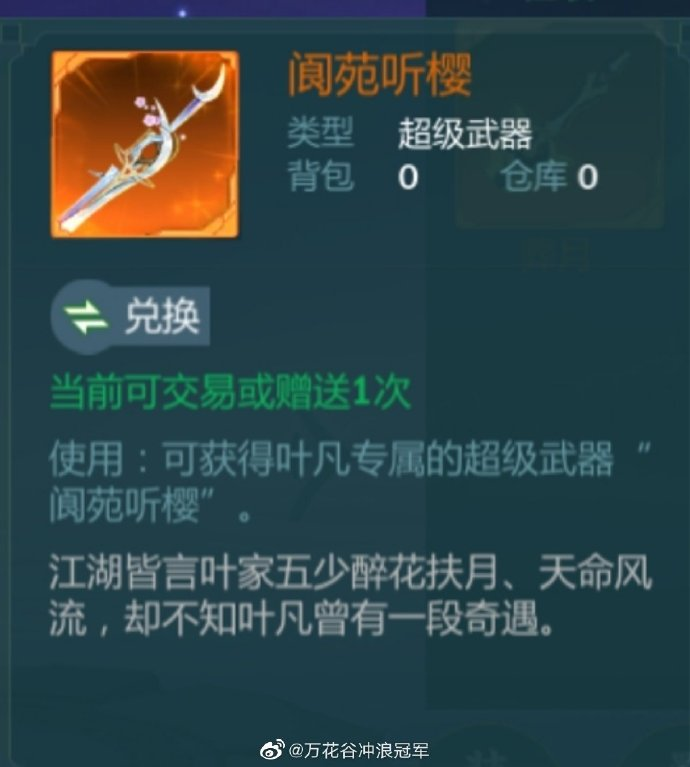 阆苑听樱
类型 超级武器
背包 0 仓库 0
兑换
当前可交易或赠送1次
使用：可获得叶凡专属的超级武器“
阆苑听樱”。
江湖皆言叶家五少醉花扶月、天命风
流，却不知叶凡曾有一段奇遇。
@万花谷冲浪冠军